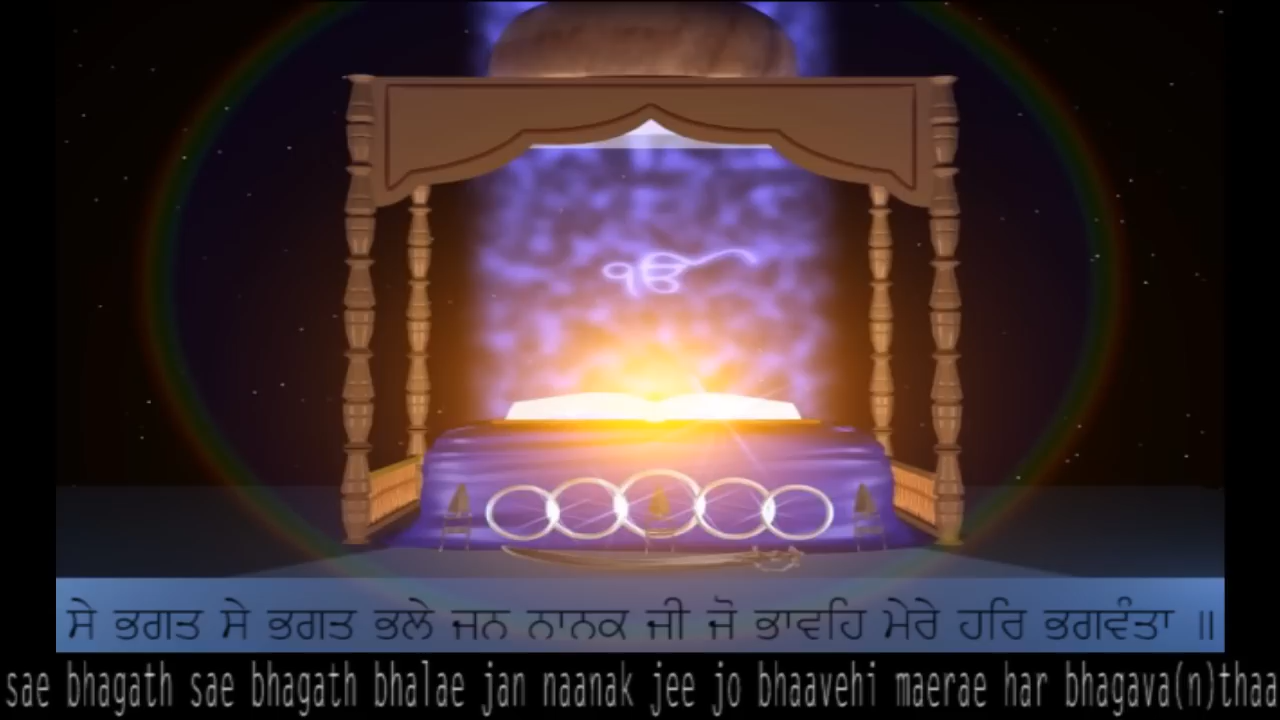 ੴ
ਸੇ ਭਗਤ ਸੇ ਭਗਤ ਭਲੇ ਜਨ ਨਾਨਕ ਜੀ ਜੋ ਭਾਵਹਿ ਮੇਰੇ ਹਰਿ ਭਗਵੰਤਾ ॥
sae bhagath sae bhagath bhalae jan naanak jee jo bhaavehi maerae har bhagava(n)thaa